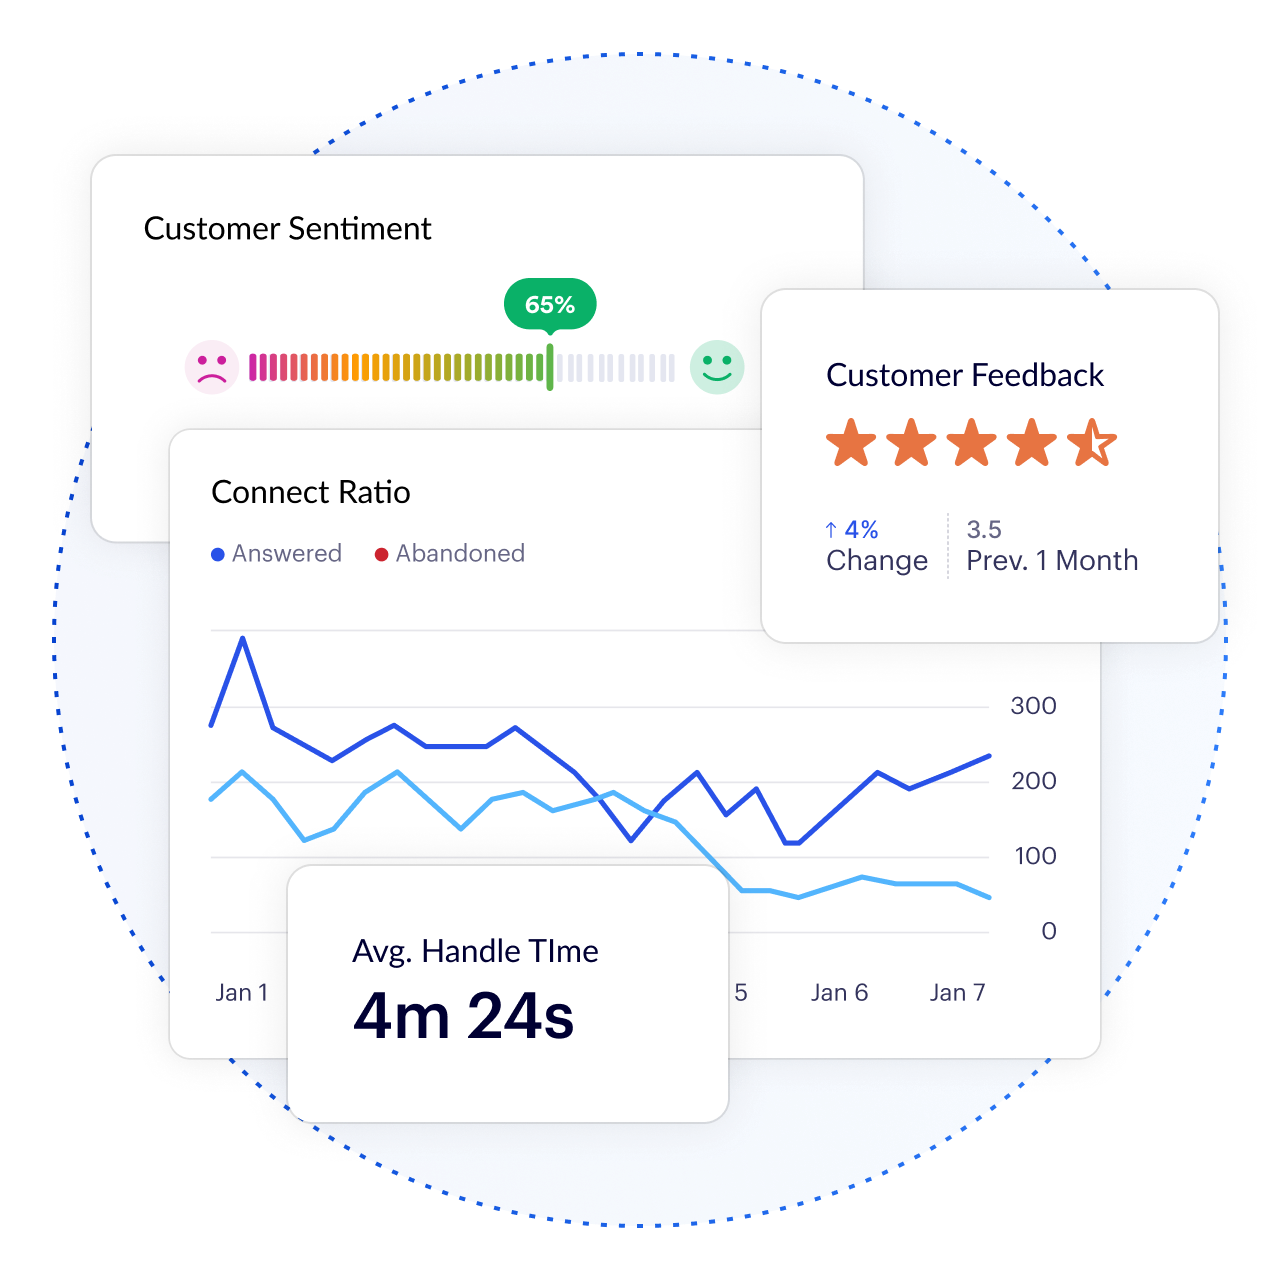 Customer Sentiment
65%
Customer Feedback
↑ 4%
Change
3.5
Prev. 1 Month
Connect Ratio
Answered
Abandoned
300
200
100
0
Jan 1
5
Jan 6
Jan 7
Avg. Handle TIme
4m 24s